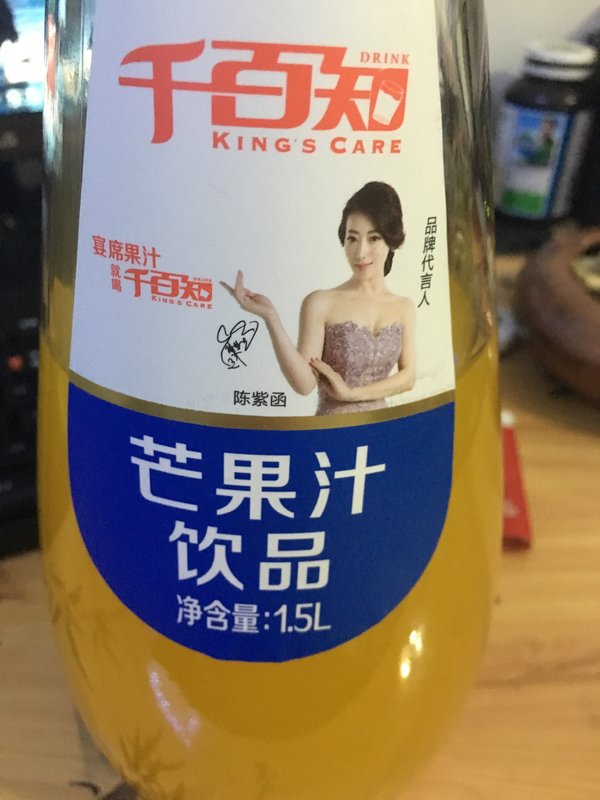 千百知
DRINK
KING'S CARE
宴席果汁
就喝
千百知
DRINK
KING'S CARE
品牌代言人
陈紫函
芒果汁
饮品
净含量:1.5L